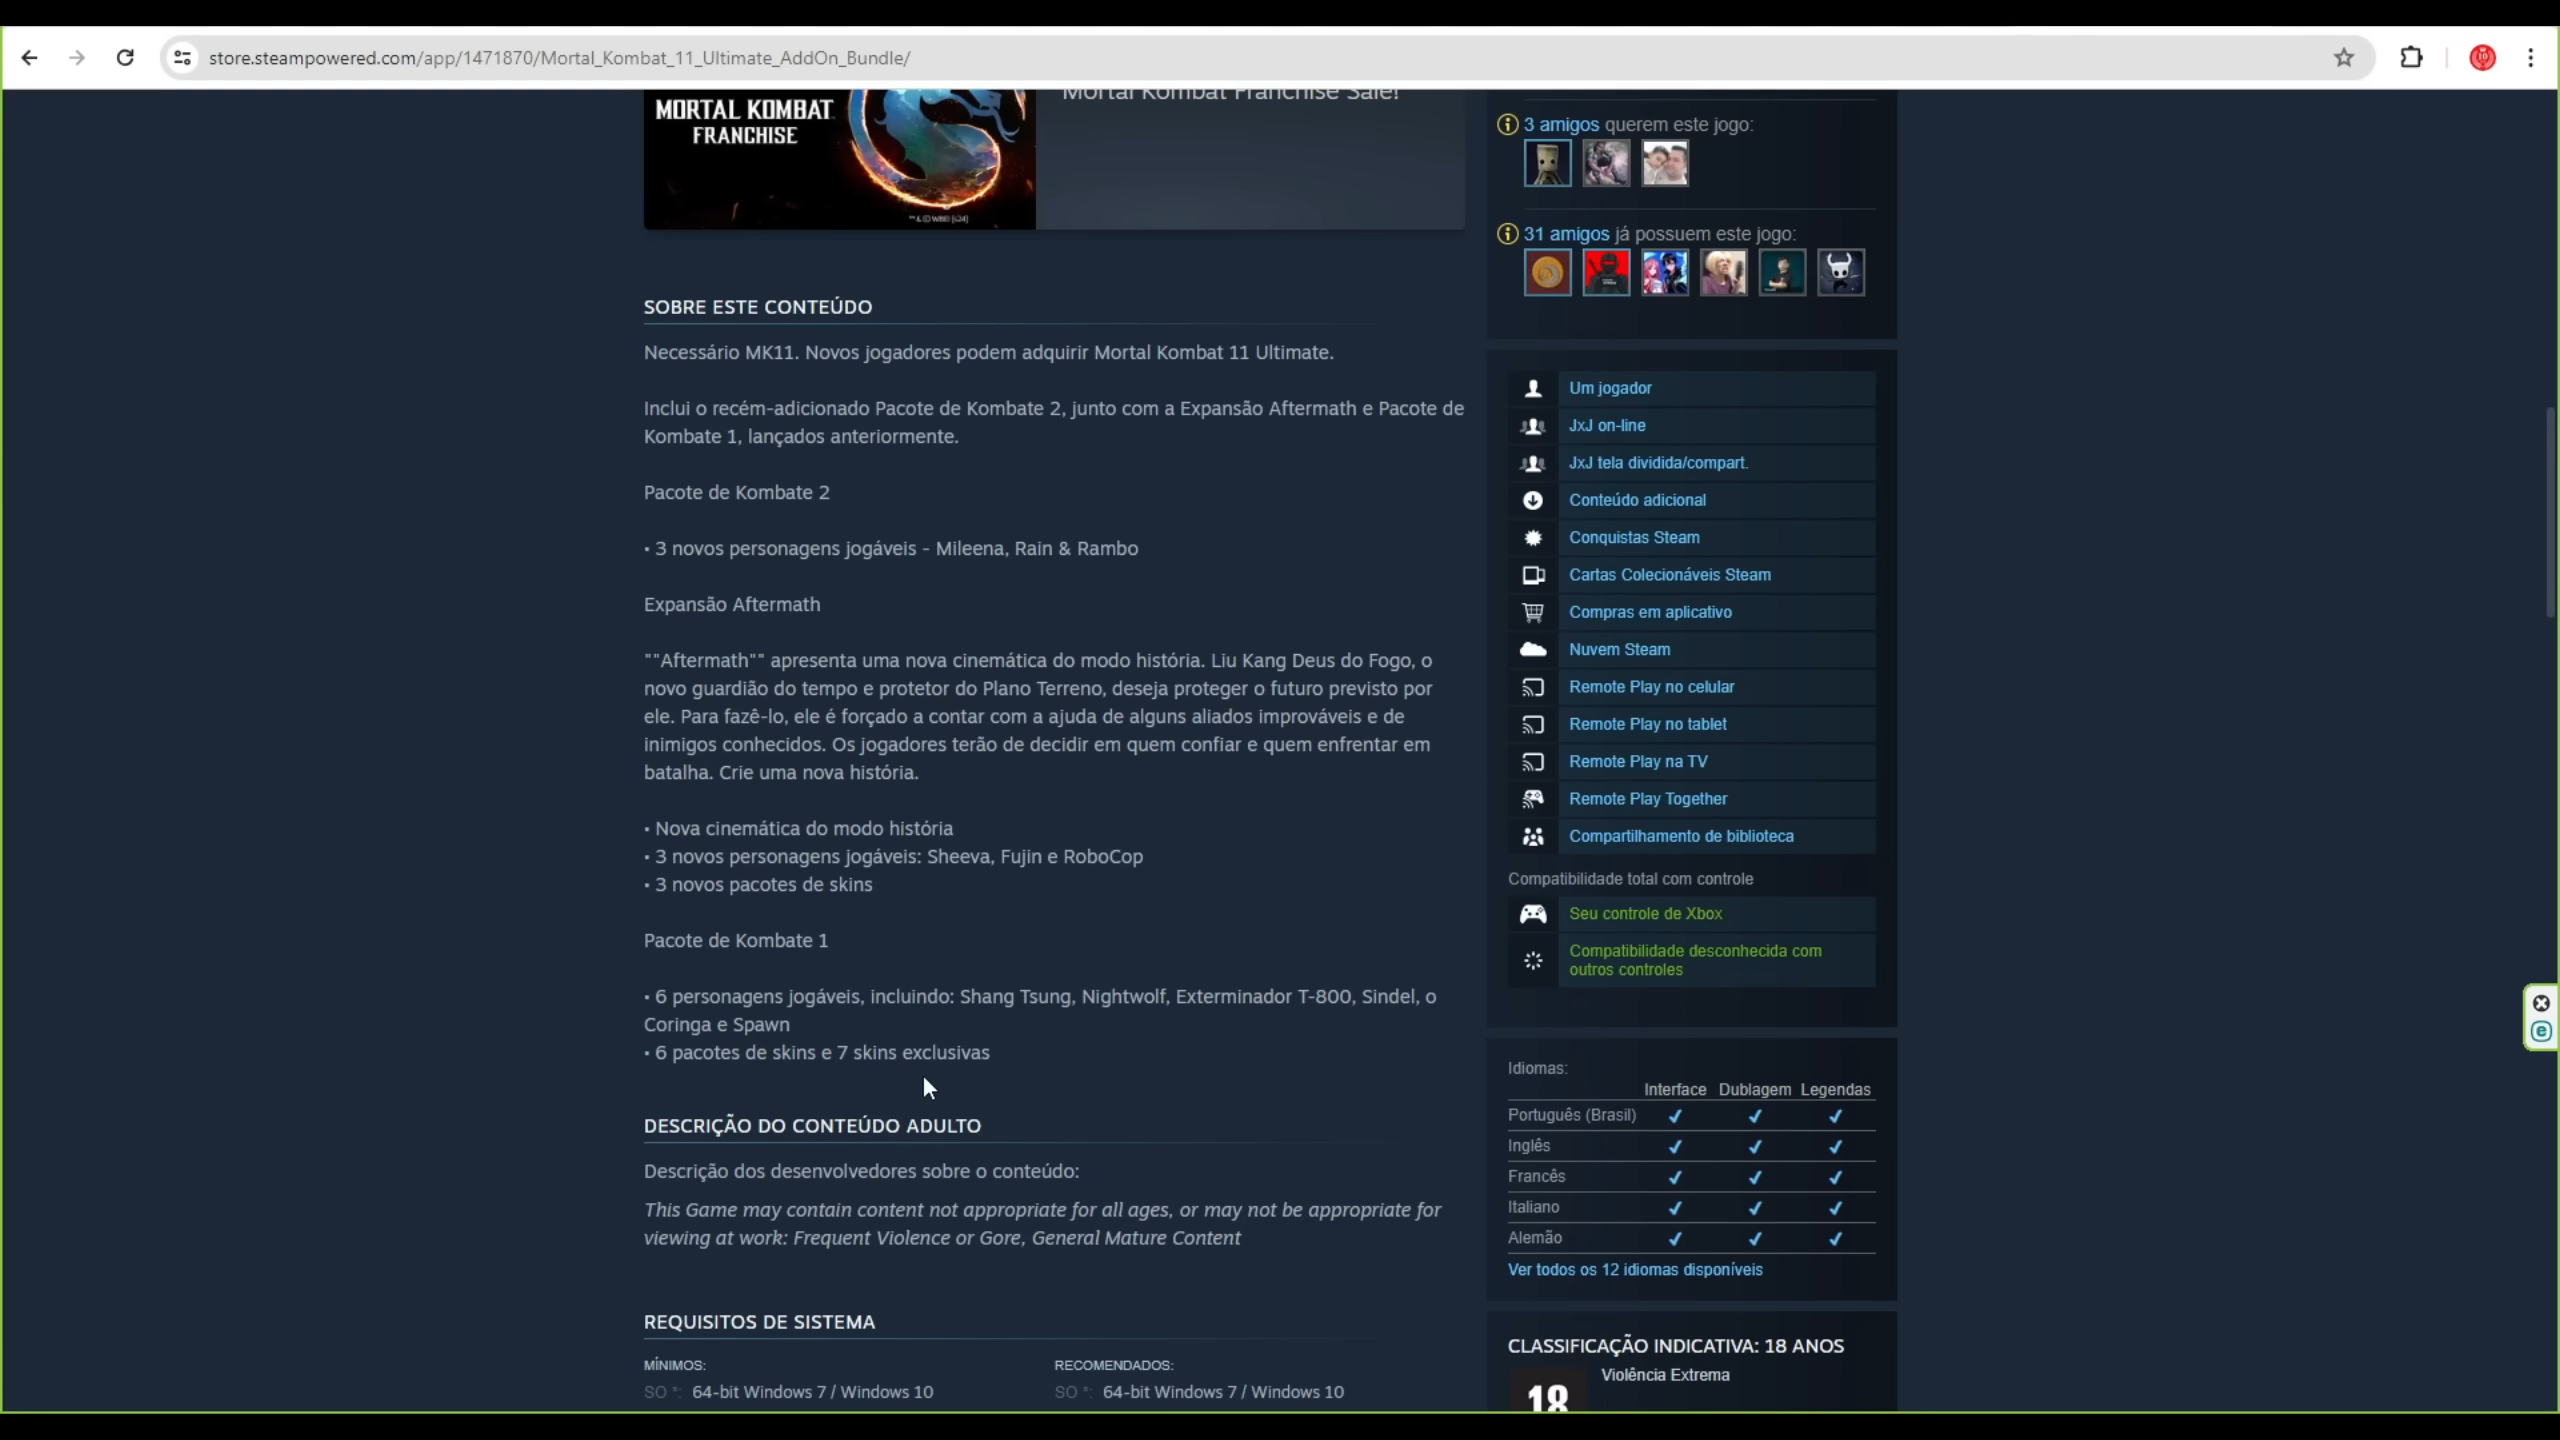 store.steampowered.com/app/1471870/Mortal_Kombat_11_Ultimate_AddOn_Bundle/
MORTAL KOMBAT
FRANCHISE
Mortal Kombat Franchise Sale!
SOBRE ESTE CONTEÚDO
Necessário MK11. Novos jogadores podem adquirir Mortal Kombat 11 Ultimate.
Inclui o recém-adicionado Pacote de Kombate 2, junto com a Expansão Aftermath e Pacote de
Kombate 1, lançados anteriormente.
Pacote de Kombate 2
• 3 novos personagens jogáveis - Mileena, Rain & Rambo
Expansão Aftermath
""Aftermath"" apresenta uma nova cinemática do modo história. Liu Kang Deus do Fogo, o
novo guardião do tempo e protetor do Plano Terreno, deseja proteger o futuro previsto por
ele. Para fazê-lo, ele é forçado a contar com a ajuda de alguns aliados improváveis e de
inimigos conhecidos. Os jogadores terão de decidir em quem confiar e quem enfrentar em
batalha. Crie uma nova história.
• Nova cinemática do modo história
• 3 novos personagens jogáveis: Sheeva, Fujin e RoboCop
• 3 novos pacotes de skins
Pacote de Kombate 1
• 6 personagens jogáveis, incluindo: Shang Tsung, Nightwolf, Exterminador T-800, Sindel, o
Coringa e Spawn
• 6 pacotes de skins e 7 skins exclusivas
DESCRIÇÃO DO CONTEÚDO ADULTO
Descrição dos desenvolvedores sobre o conteúdo:
This Game may contain content not appropriate for all ages, or may not be appropriate for
viewing at work: Frequent Violence or Gore, General Mature Content
REQUISITOS DE SISTEMA
MÍNIMOS:
SO *: 64-bit Windows 7 / Windows 10
RECOMENDADOS:
SO *: 64-bit Windows 7 / Windows 10
3 amigos querem este jogo:
31 amigos já possuem este jogo:
Um jogador
JxJ on-line
JxJ tela dividida/compart.
Conteúdo adicional
Conquistas Steam
Cartas Colecionáveis Steam
Compras em aplicativo
Nuvem Steam
Remote Play no celular
Remote Play no tablet
Remote Play na TV
Remote Play Together
Compartilhamento de biblioteca
Compatibilidade total com controle
Seu controle de Xbox
Compatibilidade desconhecida com
outros controles
Idiomas:
Interface Dublagem Legendas
Português (Brasil) ✔ ✔ ✔
Inglês ✔ ✔ ✔
Francês ✔ ✔ ✔
Italiano ✔ ✔ ✔
Alemão ✔ ✔ ✔
Ver todos os 12 idiomas disponíveis
CLASSIFICAÇÃO INDICATIVA: 18 ANOS
Violência Extrema
18